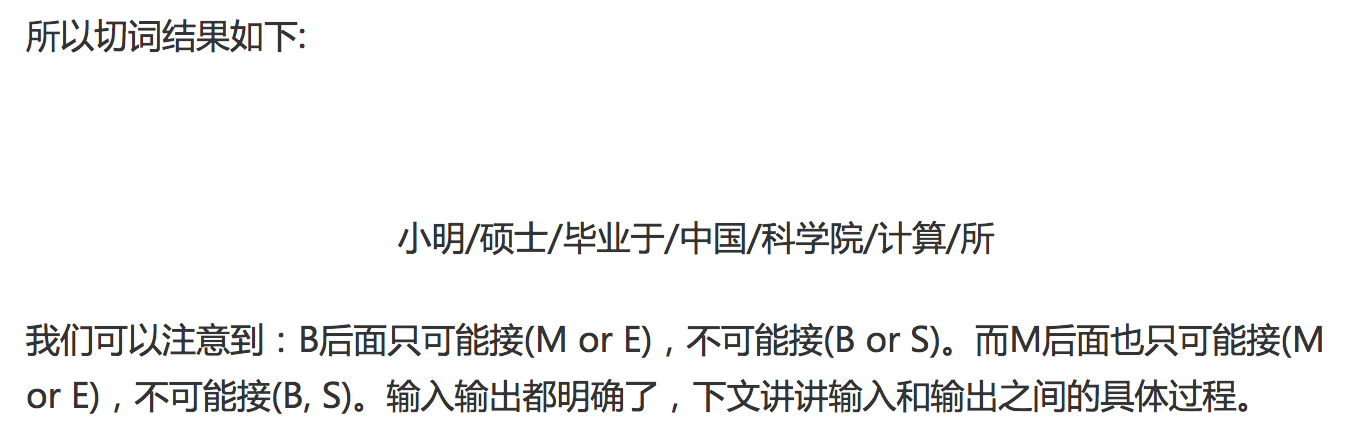 所以切词结果如下:
小明/硕士/毕业于/中国/科学院/计算/所
我们可以注意到：B后面只可能接(M or E)，不可能接(B or S)。而M后面也只可能接(M
or E)，不可能接(B, S)。输入输出都明确了，下文讲讲输入和输出之间的具体过程。